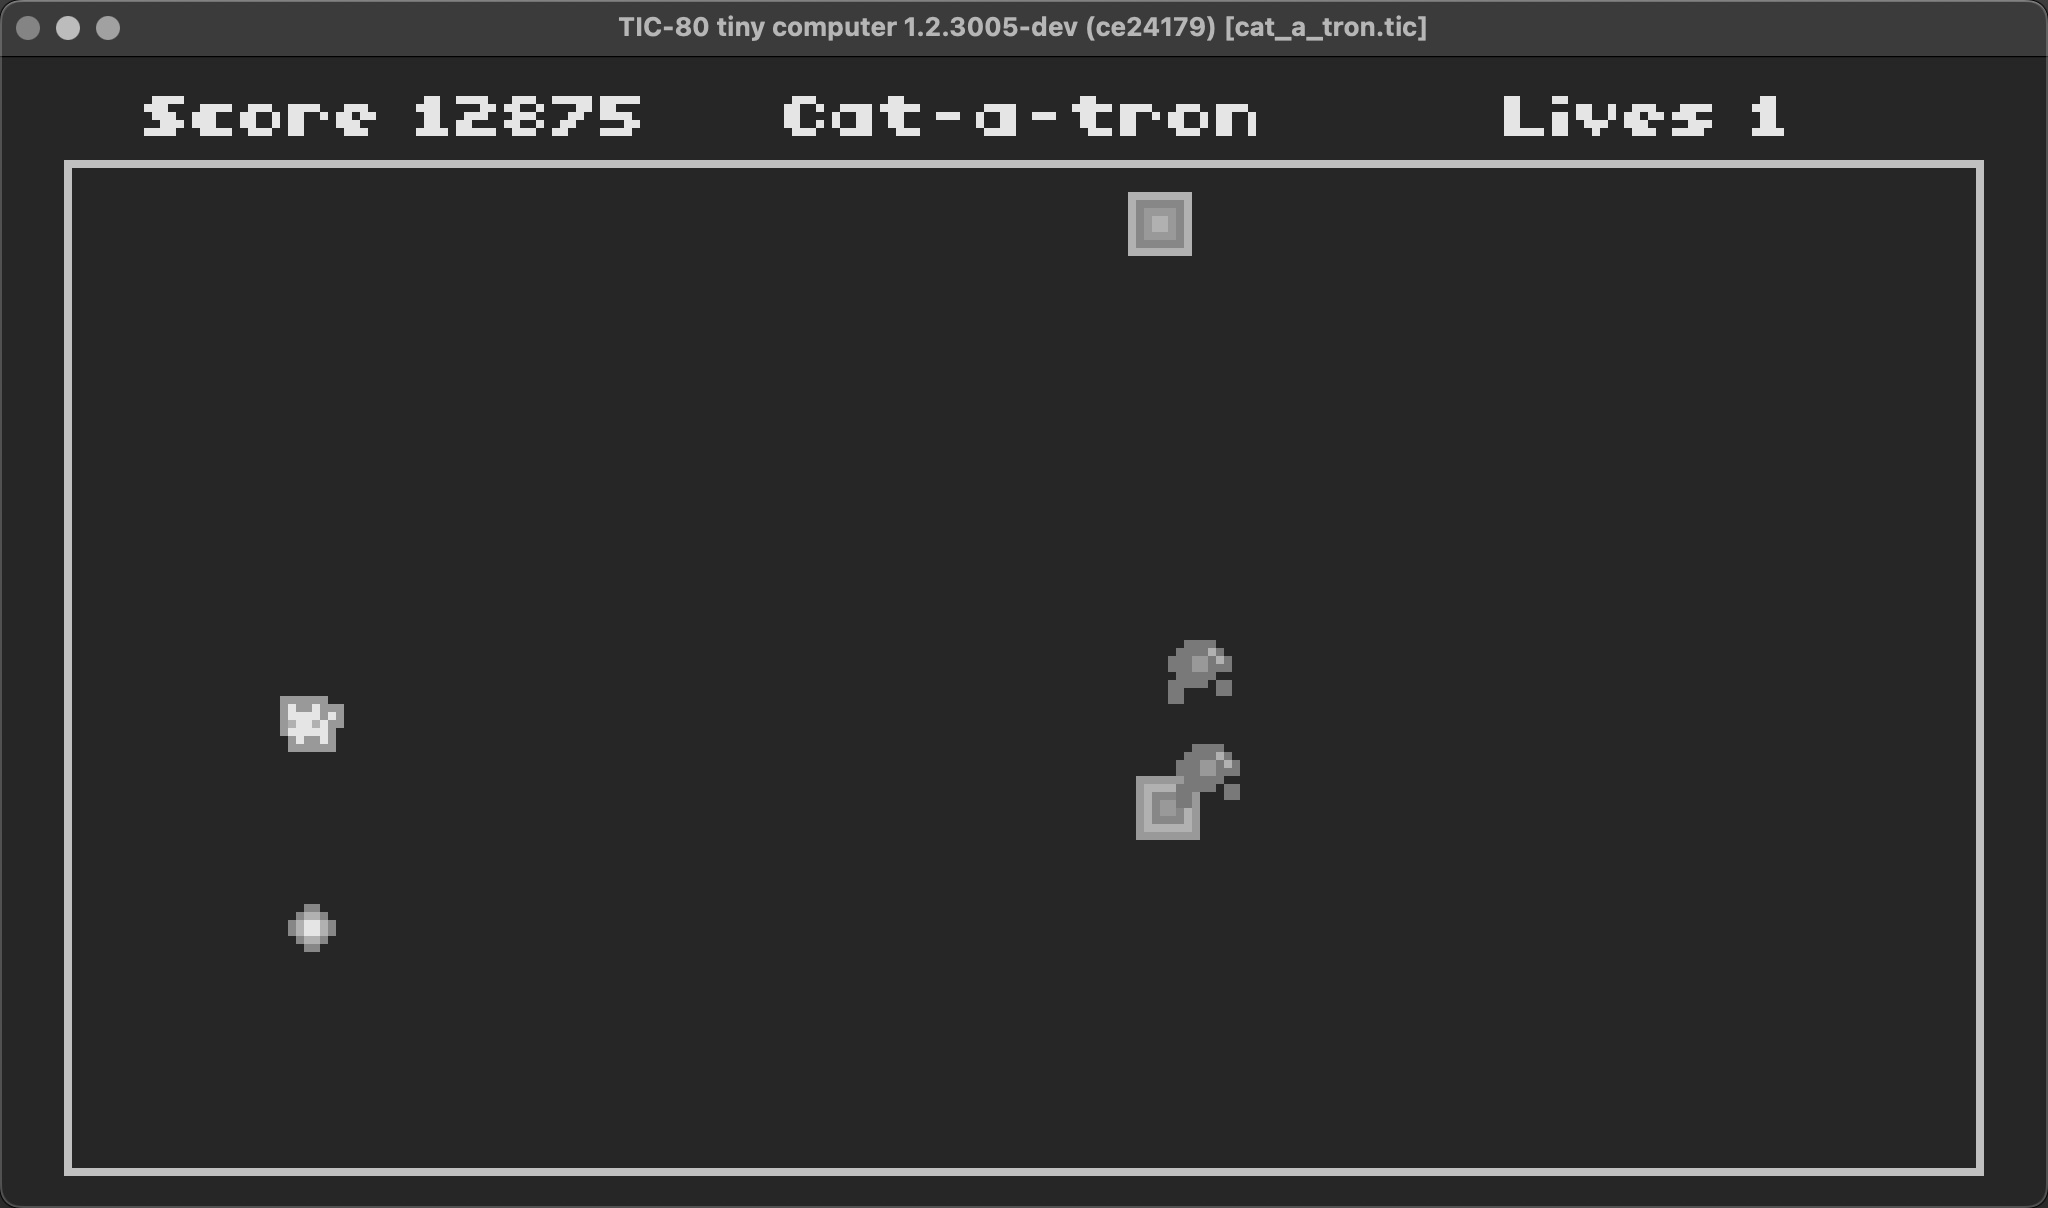 TIC-80 tiny computer 1.2.3005-dev (ce24179) [cat_a_tron.tic]
Score 12875 Cat-a-tron Lives 1